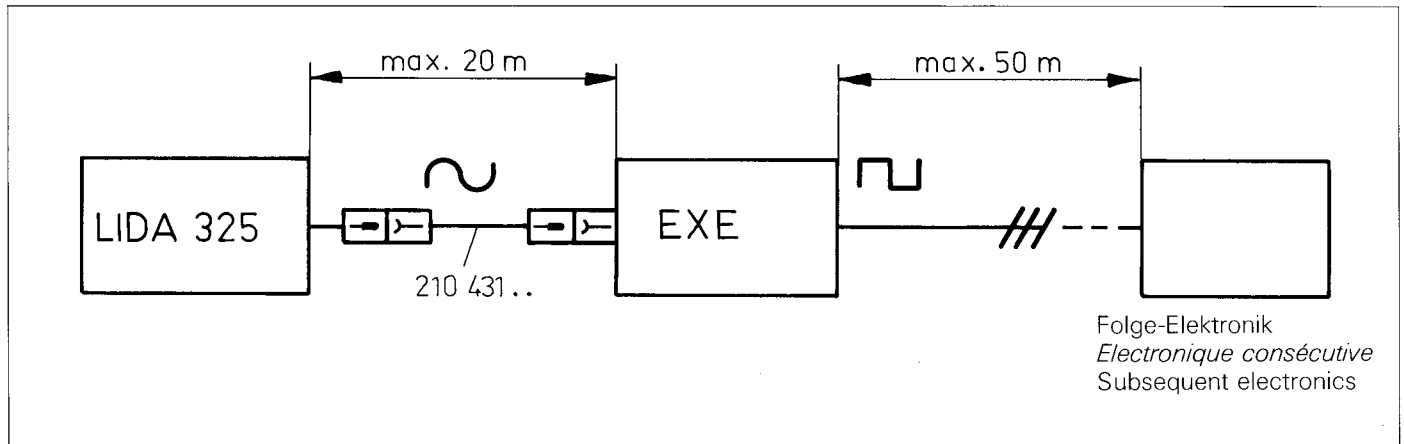 max. 20 m
max. 50 m
LIDA 325
EXE
210 431 . .
Folge-Elektronik
Electronique consécutive
Subsequent electronics